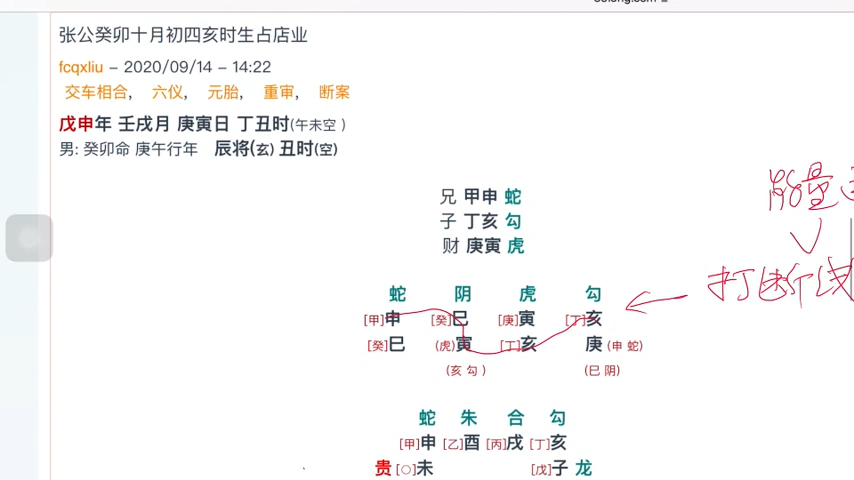 张公癸卯十月初四亥时生占店业
fcqxliu – 2020/09/14 – 14:22
交车相合, 六仪, 元胎, 重审, 断案
戊申年 壬戌月 庚寅日 丁丑时(午未空 )
男: 癸卯命 庚午行年 辰将(玄) 丑时(空)
兄 甲申 蛇
子 丁亥 勾
财 庚寅 虎
能量
打断线
蛇 阴 虎 勾
[甲]申 [癸]巳 [庚]寅 [丁]亥
[癸]巳 (虎)寅 [丁]亥 庚 (申 蛇)
(亥 勾 ) (巳 阴)
蛇 朱 合 勾
[甲]申 [乙]酉 [丙]戌 [丁]亥
贵 [○]未 [戊]子 龙